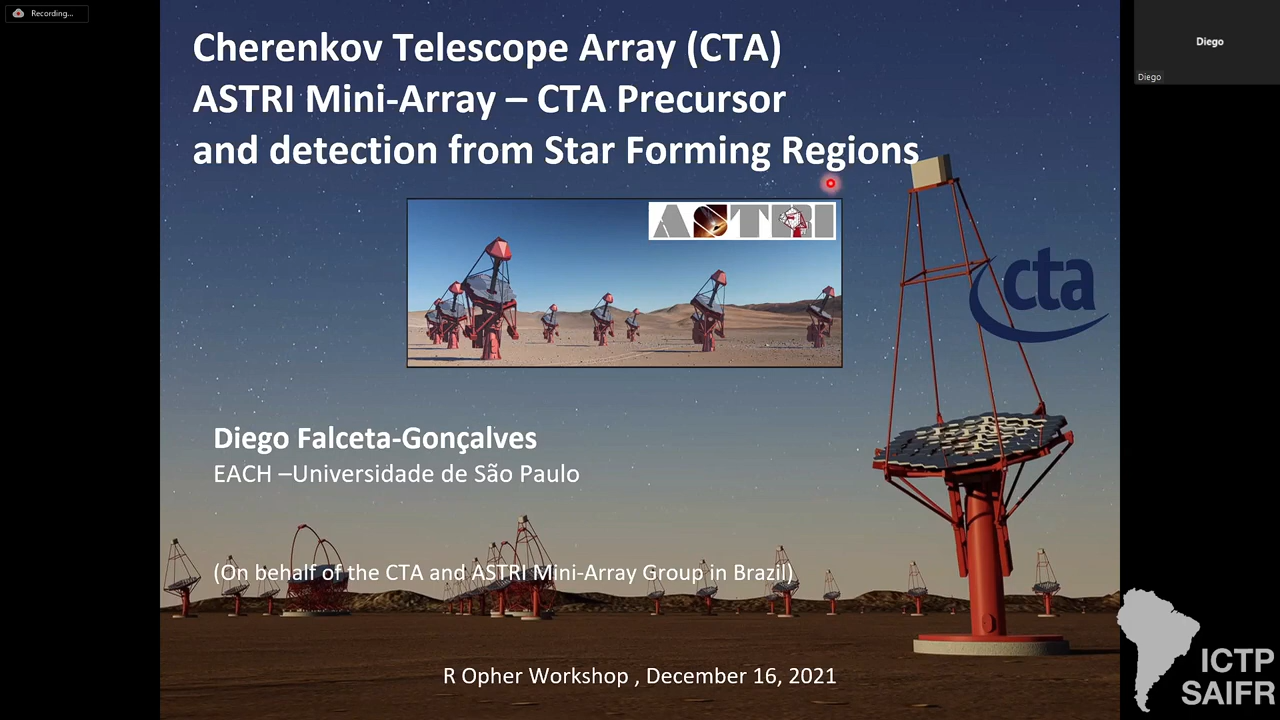 Recording...
Cherenkov Telescope Array (CTA)
ASTRI Mini-Array – CTA Precursor
and detection from Star Forming Regions
Diego
Diego
ASTRI
cta
Diego Falceta-Gonçalves
EACH –Universidade de São Paulo
(On behalf of the CTA and ASTRI Mini-Array Group in Brazil)
R Opher Workshop , December 16, 2021
ICTP
SAIFR